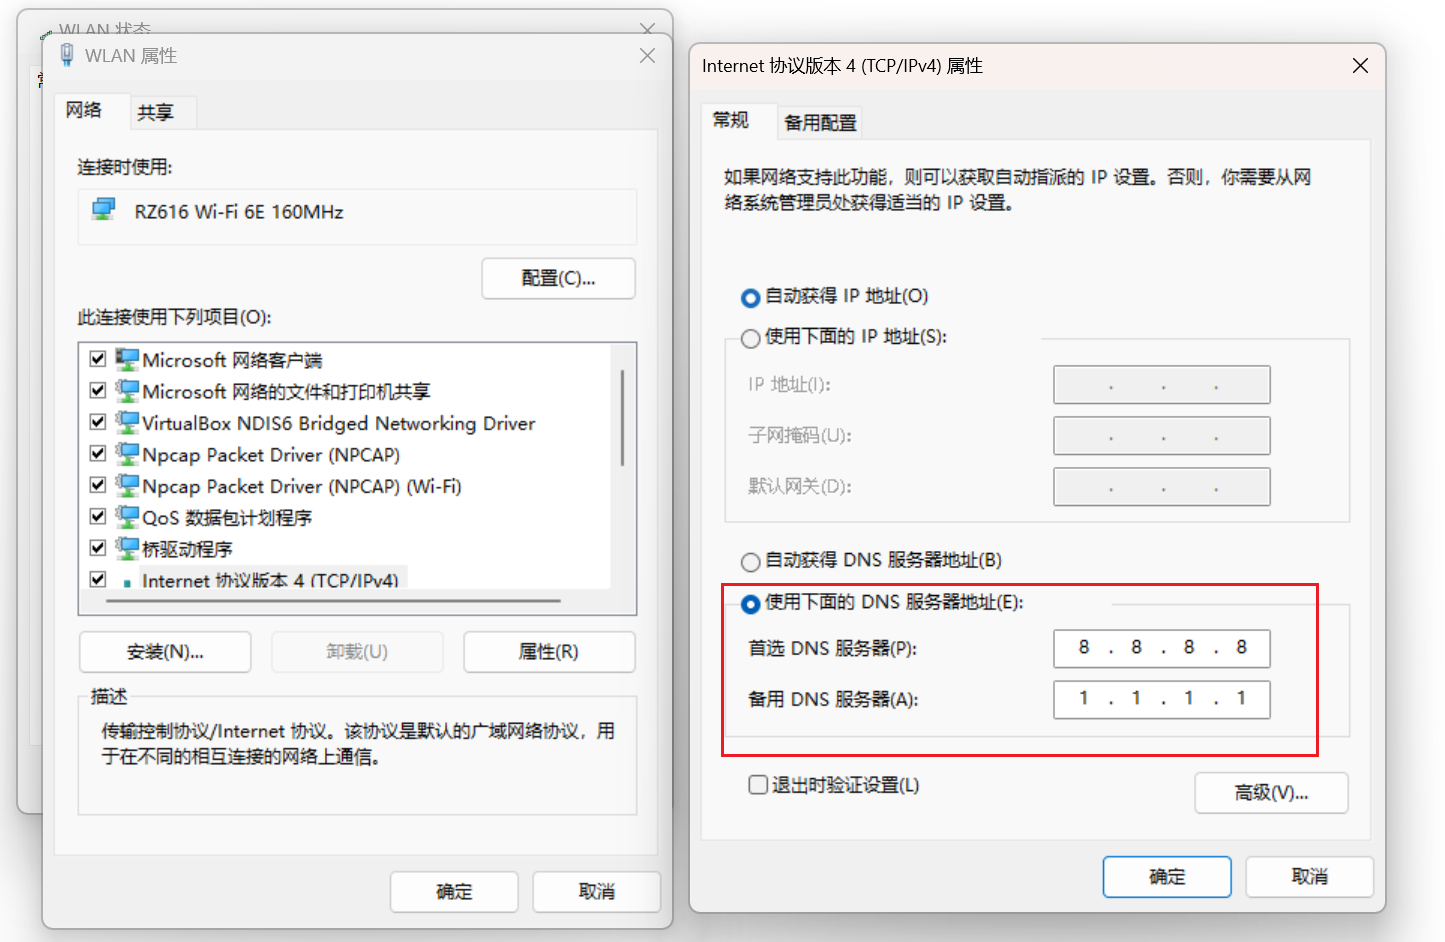 WLAN 状态
WLAN 属性
网络
共享
连接时使用:
RZ616 Wi-Fi 6E 160MHz
配置(C)...
此连接使用下列项目(O):
Microsoft 网络客户端
Microsoft 网络的文件和打印机共享
VirtualBox NDIS6 Bridged Networking Driver
Npcap Packet Driver (NPCAP)
Npcap Packet Driver (NPCAP) (Wi-Fi)
QoS 数据包计划程序
桥驱动程序
Internet 协议版本 4 (TCP/IPv4)
安装(N)...
卸载(U)
属性(R)
描述
传输控制协议/Internet 协议。该协议是默认的广域网络协议，用
于在不同的相互连接的网络上通信。
确定
取消
Internet 协议版本 4 (TCP/IPv4) 属性
常规
备用配置
如果网络支持此功能，则可以获取自动指派的 IP 设置。否则，你需要从网
络系统管理员处获得适当的 IP 设置。
自动获得 IP 地址(O)
使用下面的 IP 地址(S):
IP 地址(I):
子网掩码(U):
默认网关(D):
自动获得 DNS 服务器地址(B)
使用下面的 DNS 服务器地址(E):
首选 DNS 服务器(P):
8 . 8 . 8 . 8
备用 DNS 服务器(A):
1 . 1 . 1 . 1
退出时验证设置(L)
高级(V)...
确定
取消